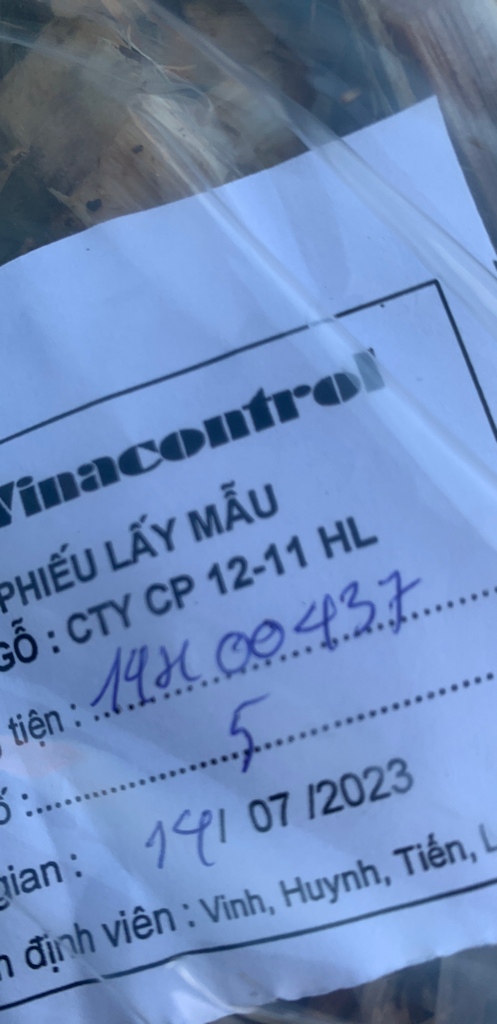 Vinacontrol
PHIẾU LẤY MẪU
GỖ : CTY CP 12-11 HL
tiện : 14H 00437
ố : 5
gian : 14/ 07 /2023
định viên : Vinh, Huynh, Tiến, L